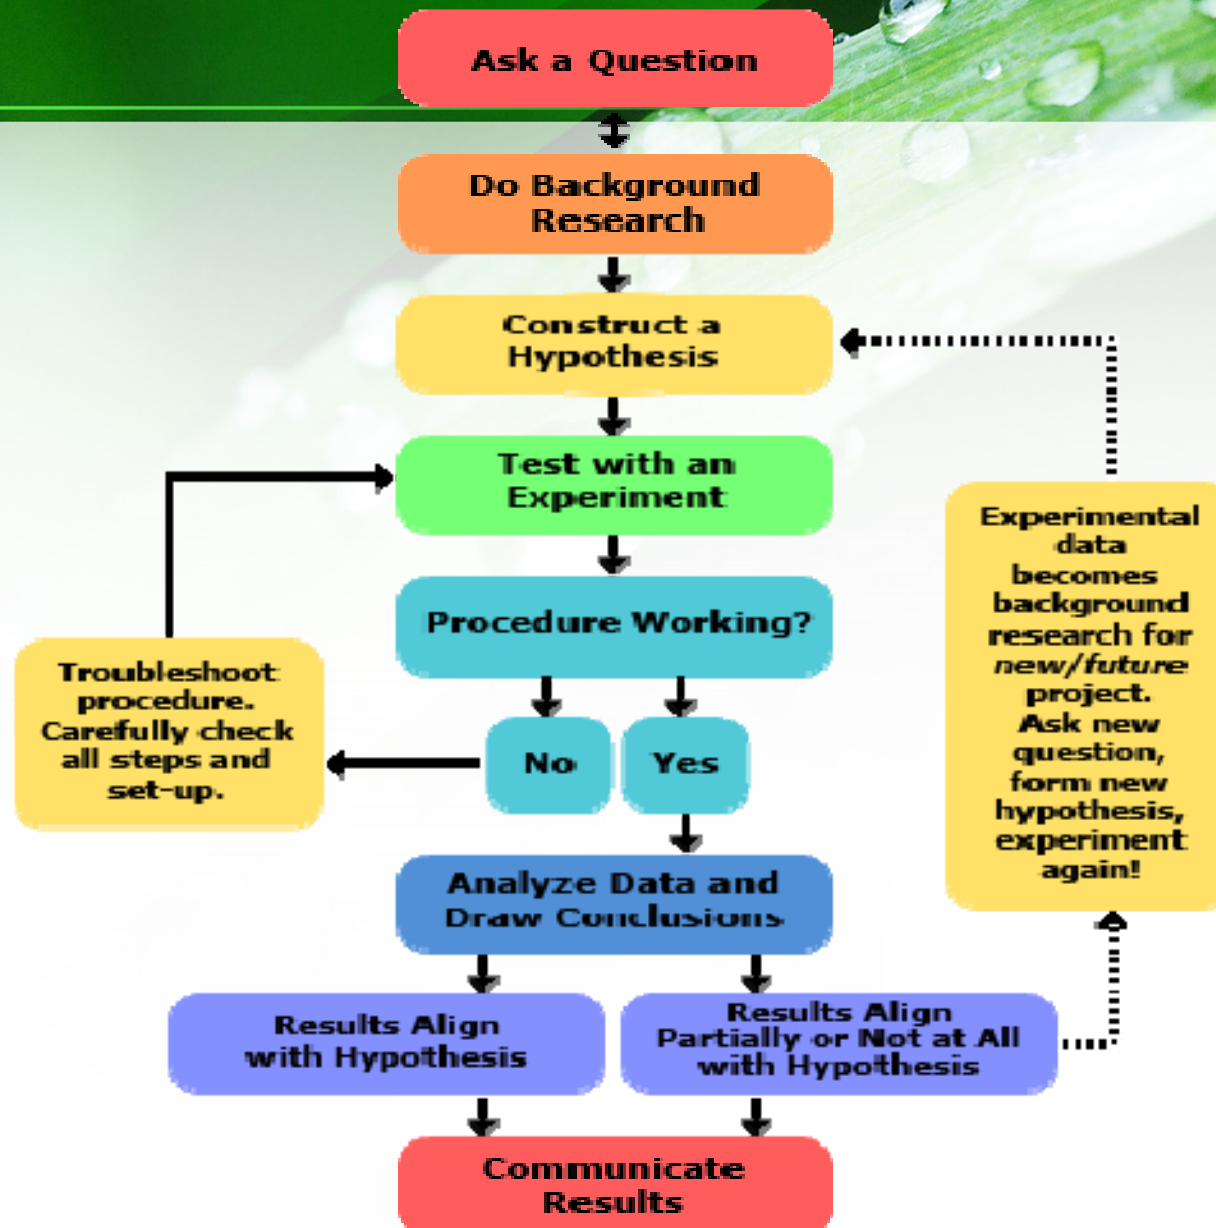 Ask a Question
Do Background
Research
Construct a
Hypothesis
Test with an
Experiment
Procedure Working?
No
Yes
Troubleshoot
procedure.
Carefully check
all steps and
set-up.
Experimental
data
becomes
background
research for
new/future
project.
Ask new
question,
form new
hypothesis,
experiment
again!
Analyze Data and
Draw Conclusions
Results Align
with Hypothesis
Results Align
Partially or Not at All
with Hypothesis
Communicate
Results